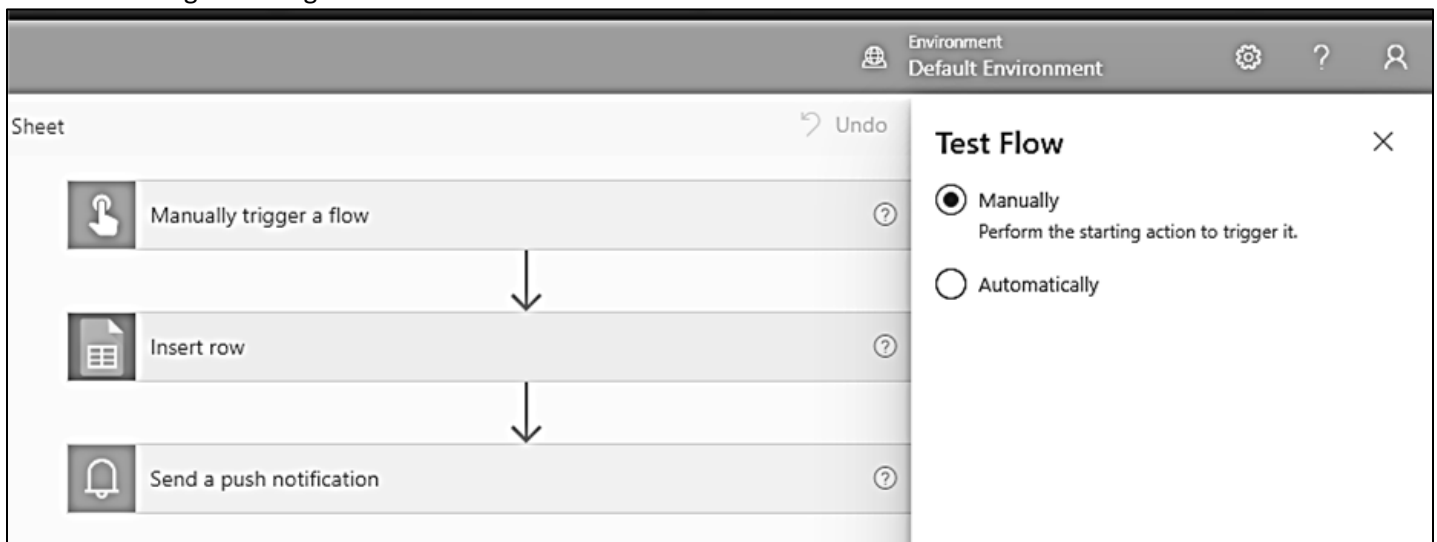 Environment
Default Environment
?
Sheet
Undo
Test Flow
Manually trigger a flow
?
Manually
Perform the starting action to trigger it.
Automatically
Insert row
?
Send a push notification
?